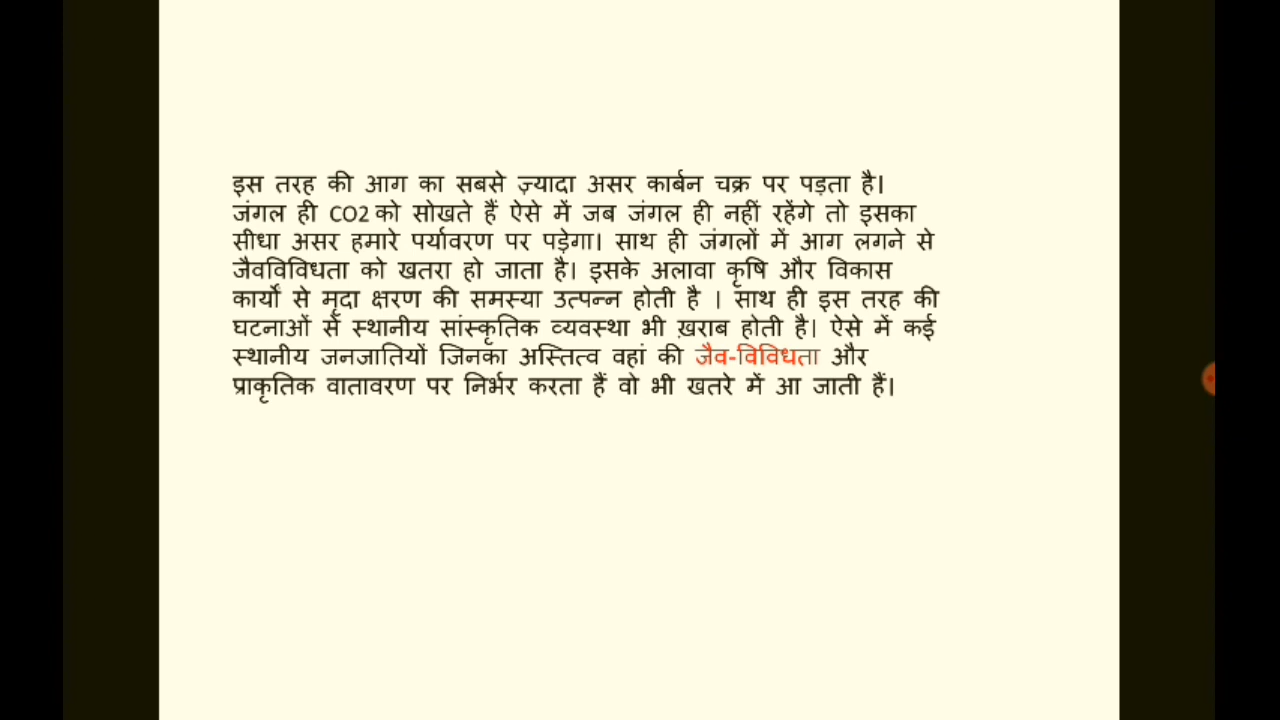 इस तरह की आग का सबसे ज़्यादा असर कार्बन चक्र पर पड़ता है।
जंगल ही CO2 को सोखते हैं ऐसे में जब जंगल ही नहीं रहेंगे तो इसका
सीधा असर हमारे पर्यावरण पर पड़ेगा। साथ ही जंगलों में आग लगने से
जैवविविधता को खतरा हो जाता है। इसके अलावा कृषि और विकास
कार्यों से मृदा क्षरण की समस्या उत्पन्न होती है । साथ ही इस तरह की
घटनाओं से स्थानीय सांस्कृतिक व्यवस्था भी ख़राब होती है। ऐसे में कई
स्थानीय जनजातियों जिनका अस्तित्व वहां की जैव-विविधता और
प्राकृतिक वातावरण पर निर्भर करता हैं वो भी खतरे में आ जाती हैं।